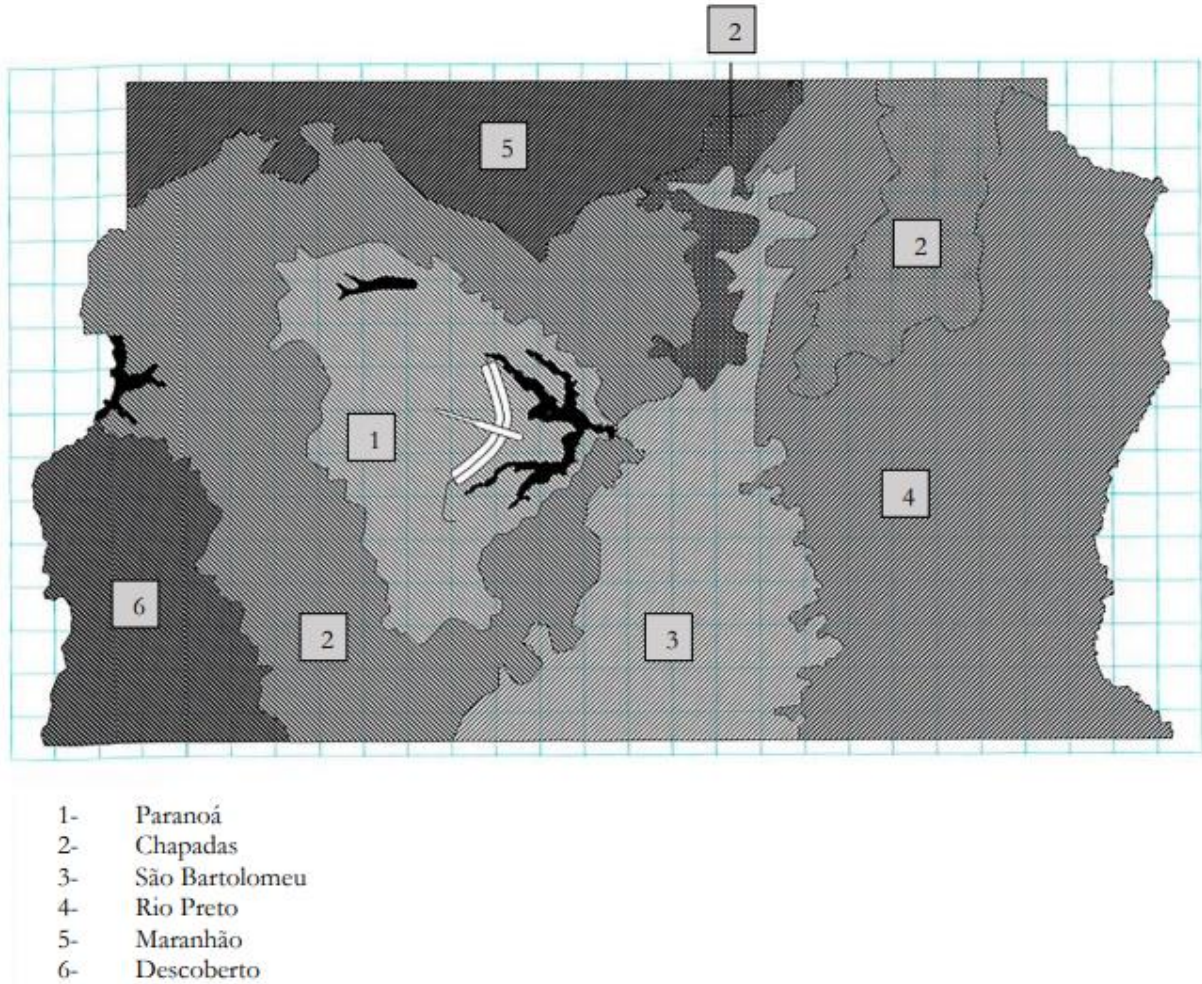 2
5
2
1
4
6
2
3
1- Paranoá
2- Chapadas
3- São Bartolomeu
4- Rio Preto
5- Maranhão
6- Descoberto